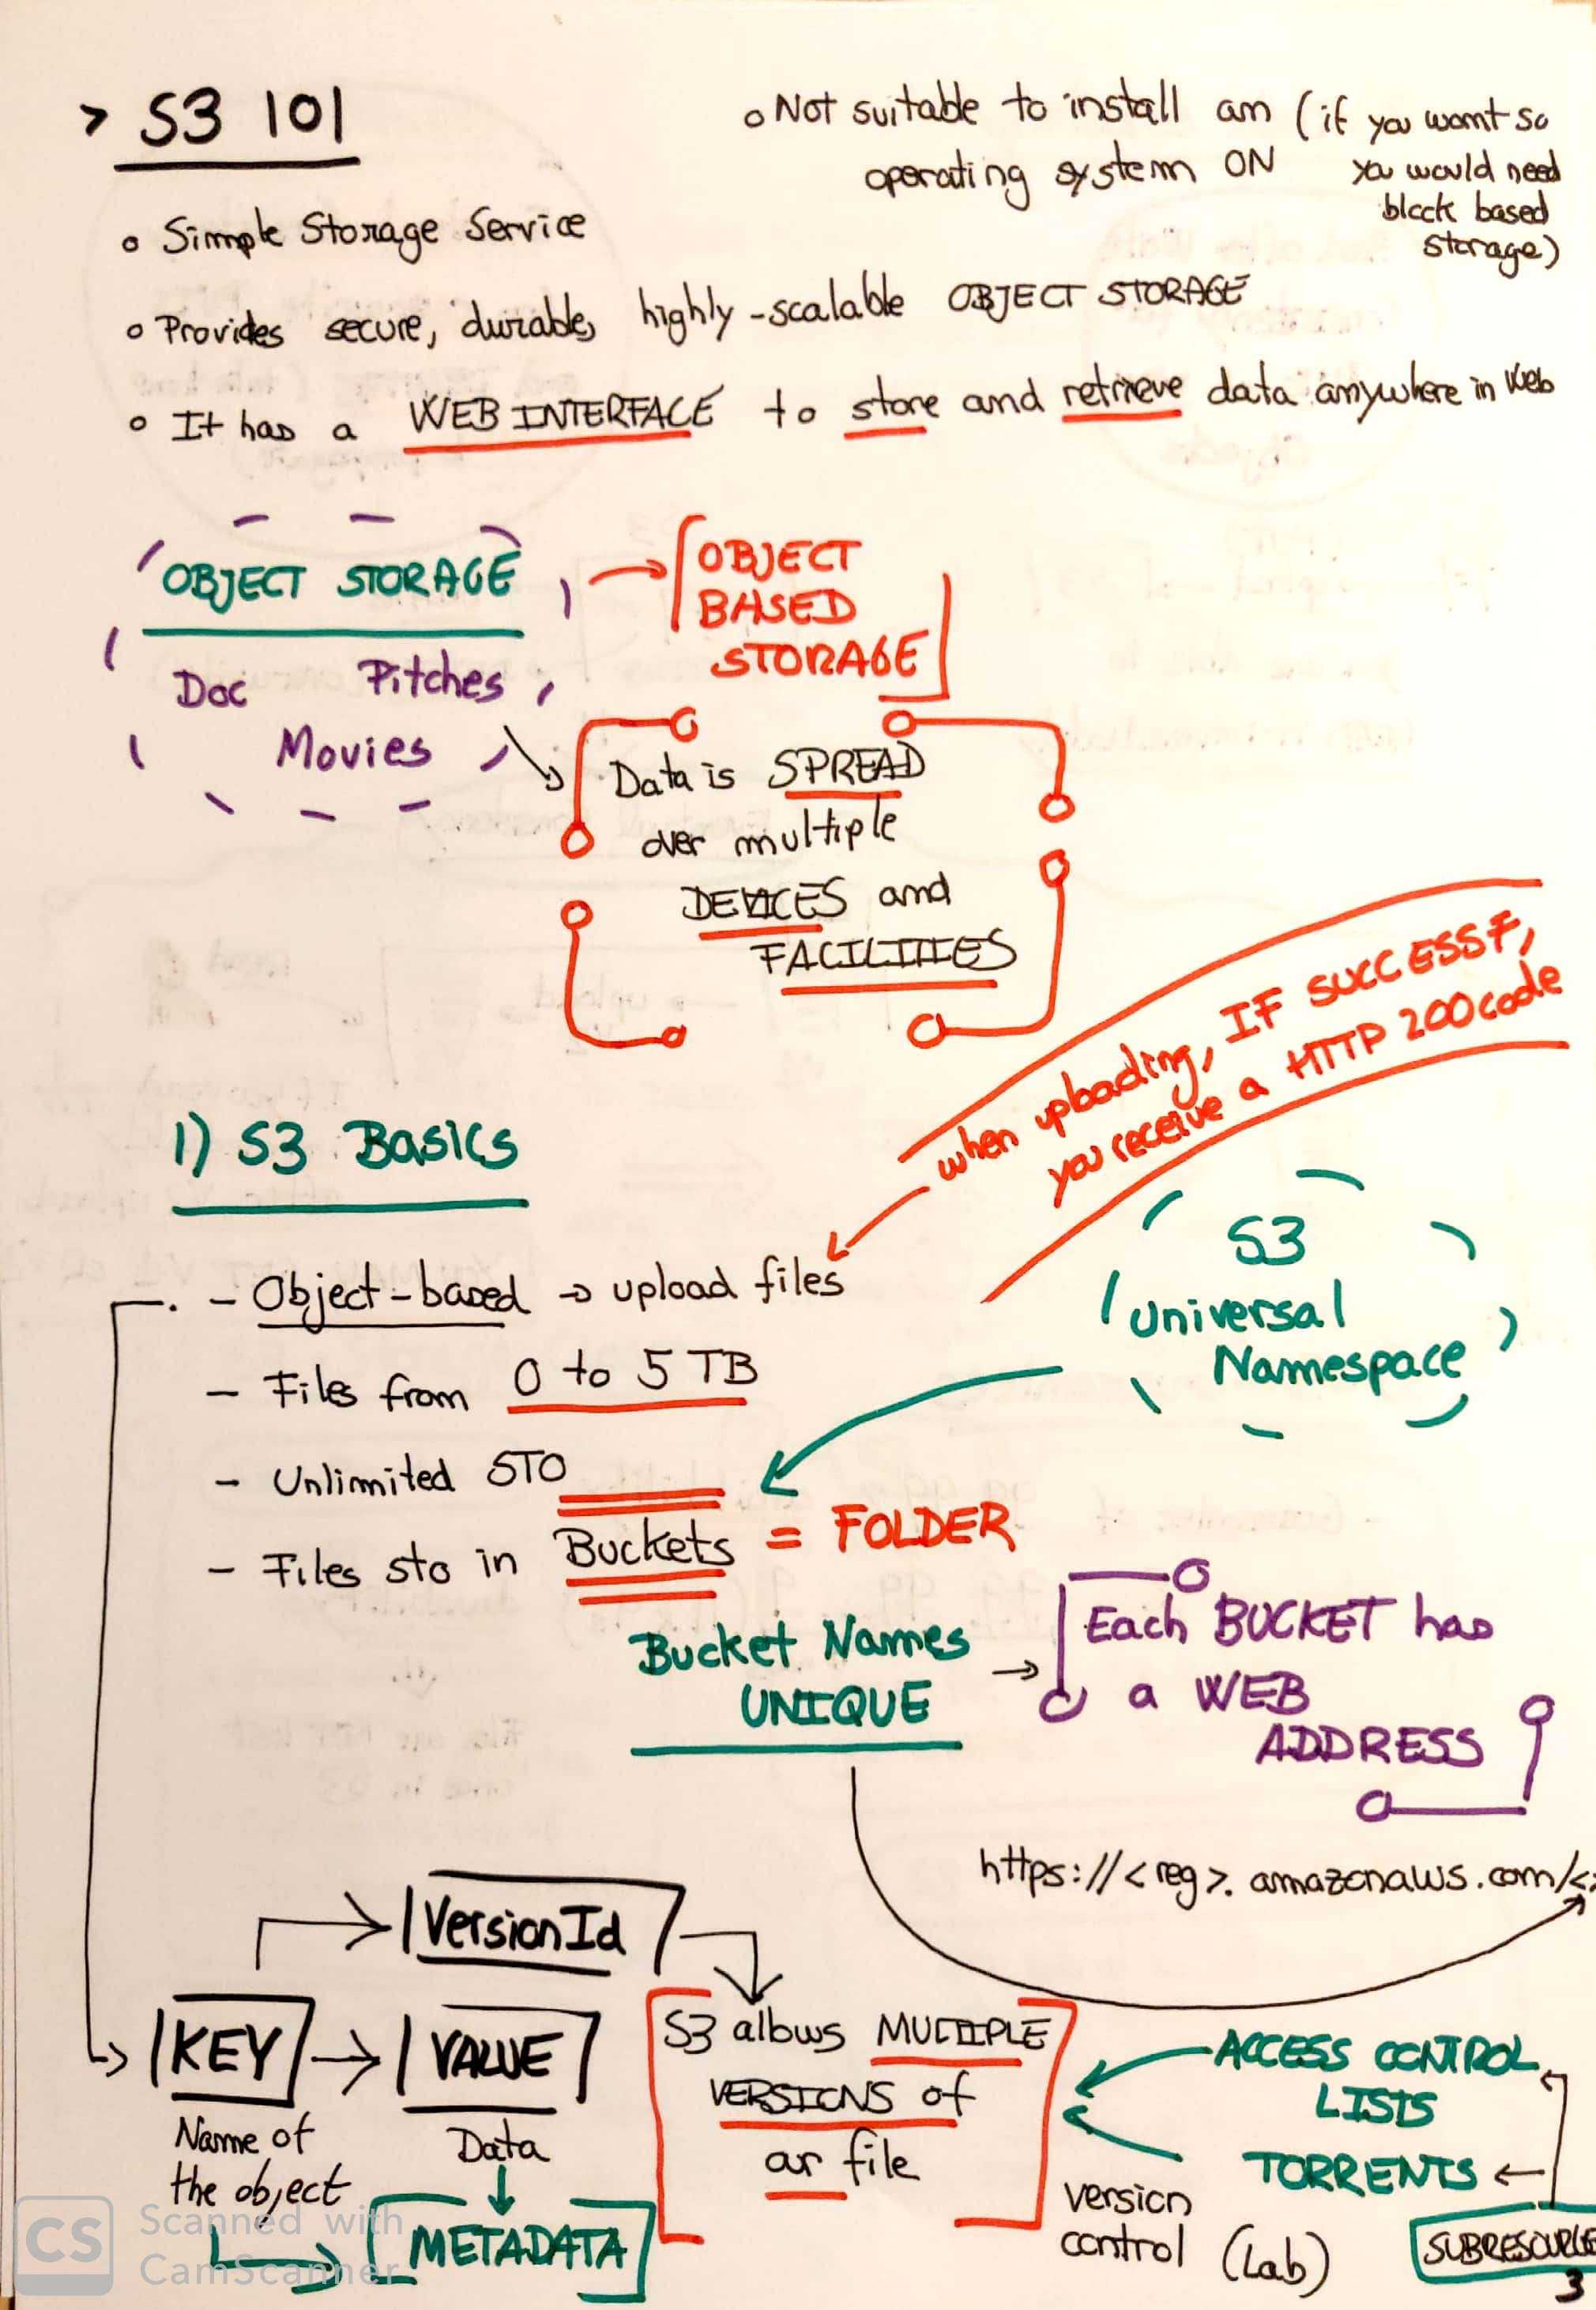 > S3 101
o Simple Storage Service
o Not suitable to install an
operating system ON
(if you want so
you would need
block based
storage)
o Provides secure, durable, highly-scalable OBJECT STORAGE
o It has a WEB INTERFACE to store and retrieve data anywhere in Web
OBJECT STORAGE
Doc Pitches
Movies
OBJECT
BASED
STORAGE
Data is SPREAD
over multiple
DEVICES and
FACILITIES
when uploading, IF SUCCESSF,
you receive a HTTP 200 code
1) S3 Basics
- Object-based → upload files
- Files from 0 to 5 TB
- Unlimited STO
- Files sto in Buckets = FOLDER
S3
Universal
Namespace
Bucket Names
UNIQUE
Each BUCKET has
a WEB
ADDRESS
https://<reg>.amazonaws.com/<
VersionId
KEY → VALUE
Name of
the object
Data
METADATA
S3 allows MULTIPLE
VERSIONS of
ar file
ACCESS CONTROL
LISTS
TORRENTS
version
control (Lab)
SUBRESOURCE
3
CS
Scanned with
CamScanner